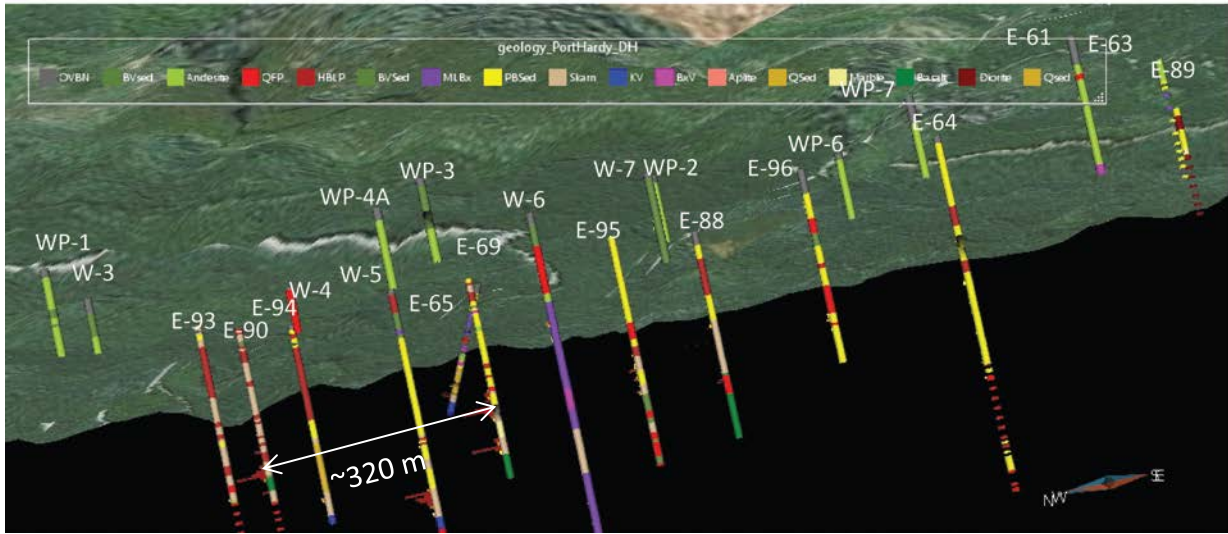 geology_PortHardy_DH
OVBN BVsed Andesite QFP HBLP BVSed MLBx PBSed Skarn KV BxV Aplite QSed Marble Basalt Diorite Qsed
E-61
E-63
E-89
WP-7
E-64
WP-6
E-96
W-7
WP-2
E-88
WP-3
WP-4A
W-6
E-95
E-69
WP-1
W-3
W-5
E-65
W-4
E-94
E-93
E-90
~320 m
NW
SE